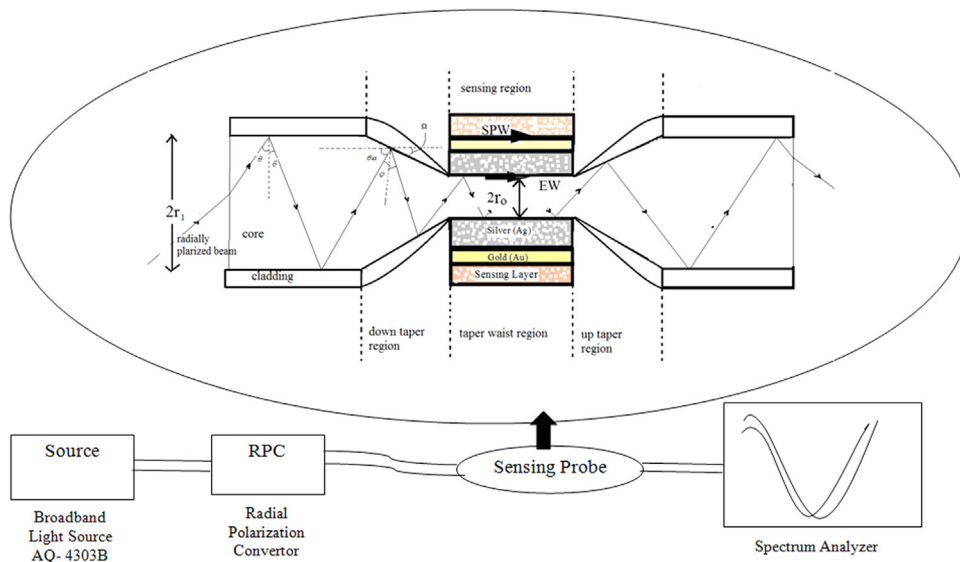 sensing region
SPW
Ω
θ
θ
θα
φ
EW
2r₁
2rₒ
radially
plarized beam
core
cladding
Silver (Ag)
Gold (Au)
Sensing Layer
down taper
region
taper waist region
up taper
region
Source
RPC
Sensing Probe
Broadband
Light Source
AQ- 4303B
Radial
Polarization
Convertor
Spectrum Analyzer